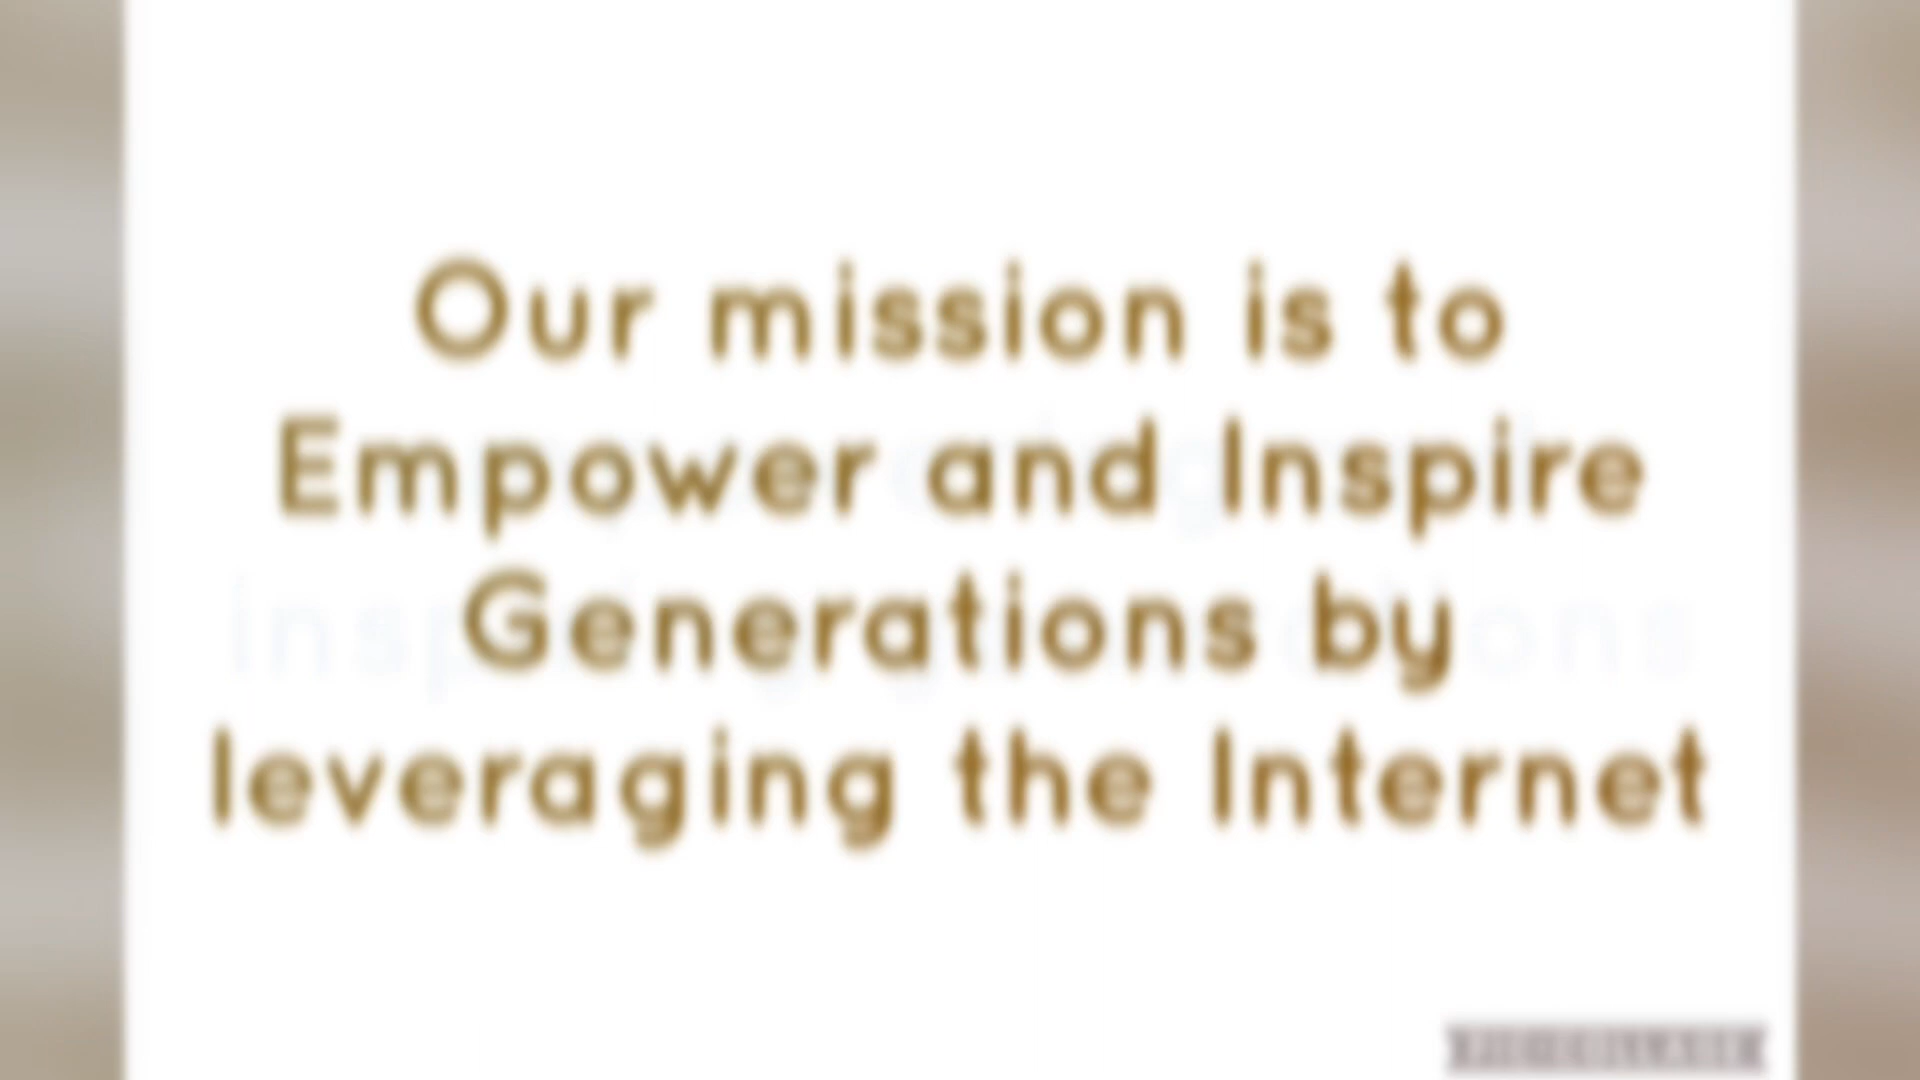 Our mission is to
Empower and Inspire
Generations by
leveraging the Internet